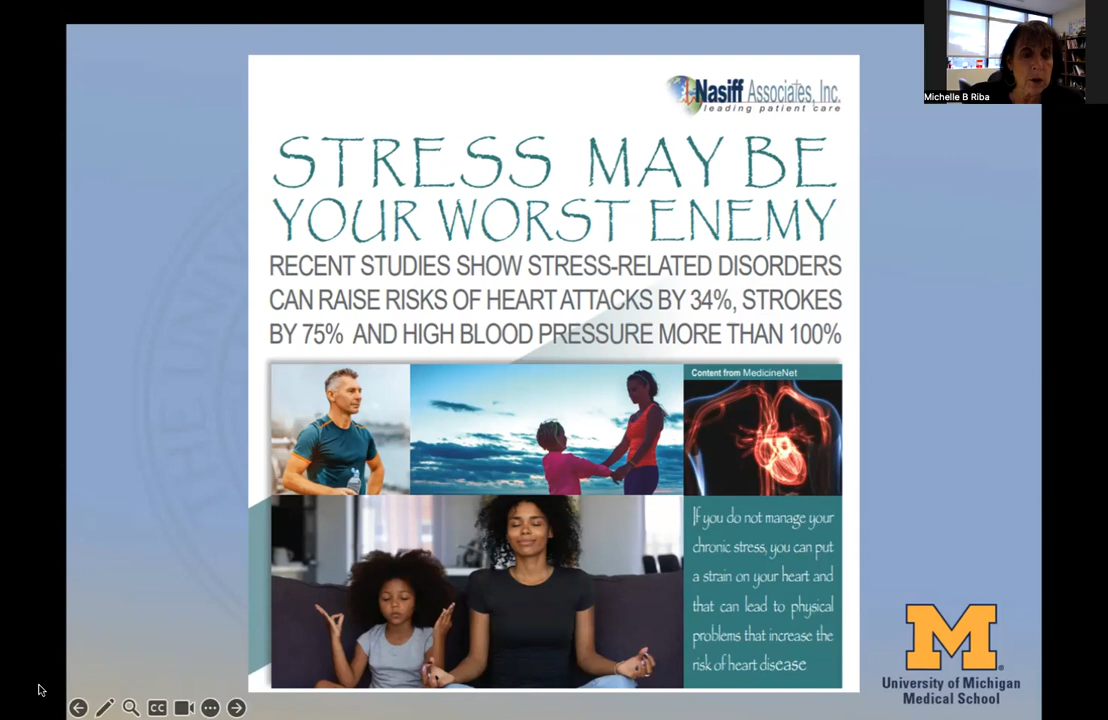 Michelle B Riba
Nasiff Associates, Inc.
leading patient care
STRESS MAY BE
YOUR WORST ENEMY
RECENT STUDIES SHOW STRESS-RELATED DISORDERS
CAN RAISE RISKS OF HEART ATTACKS BY 34%, STROKES
BY 75% AND HIGH BLOOD PRESSURE MORE THAN 100%
Content from MedicineNet
If you do not manage your
chronic stress, you can put
a strain on your heart and
that can lead to physical
problems that increase the
risk of heart disease
THE UNIV
M
University of Michigan
Medical School
CC